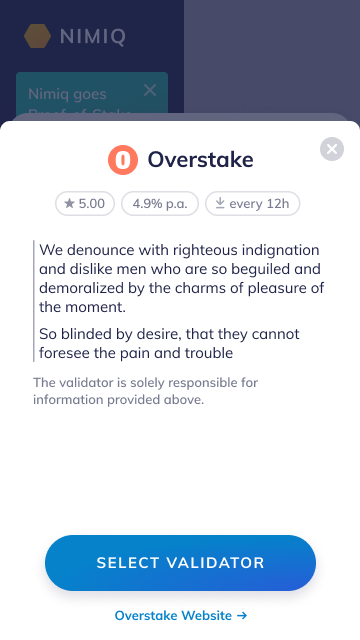 NIMIQ
Nimiq goes
Proof-of-Stake
Overstake
5.00
4.9% p.a.
every 12h
We denounce with righteous indignation
and dislike men who are so beguiled and
demoralized by the charms of pleasure of
the moment.
So blinded by desire, that they cannot
foresee the pain and trouble
The validator is solely responsible for
information provided above.
SELECT VALIDATOR
Overstake Website →